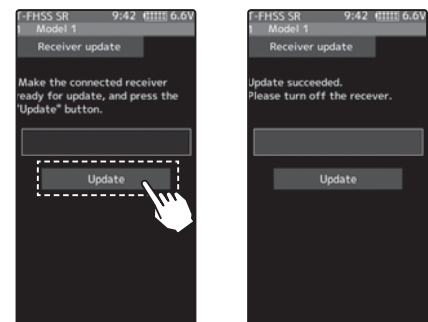 T-FHSS SR 9:42 6.6V
1 Model 1
Receiver update
Make the connected receiver
ready for update, and press the
"Update" button.
Update
T-FHSS SR 9:42 6.6V
1 Model 1
Receiver update
Update succeeded.
Please turn off the recever.
Update